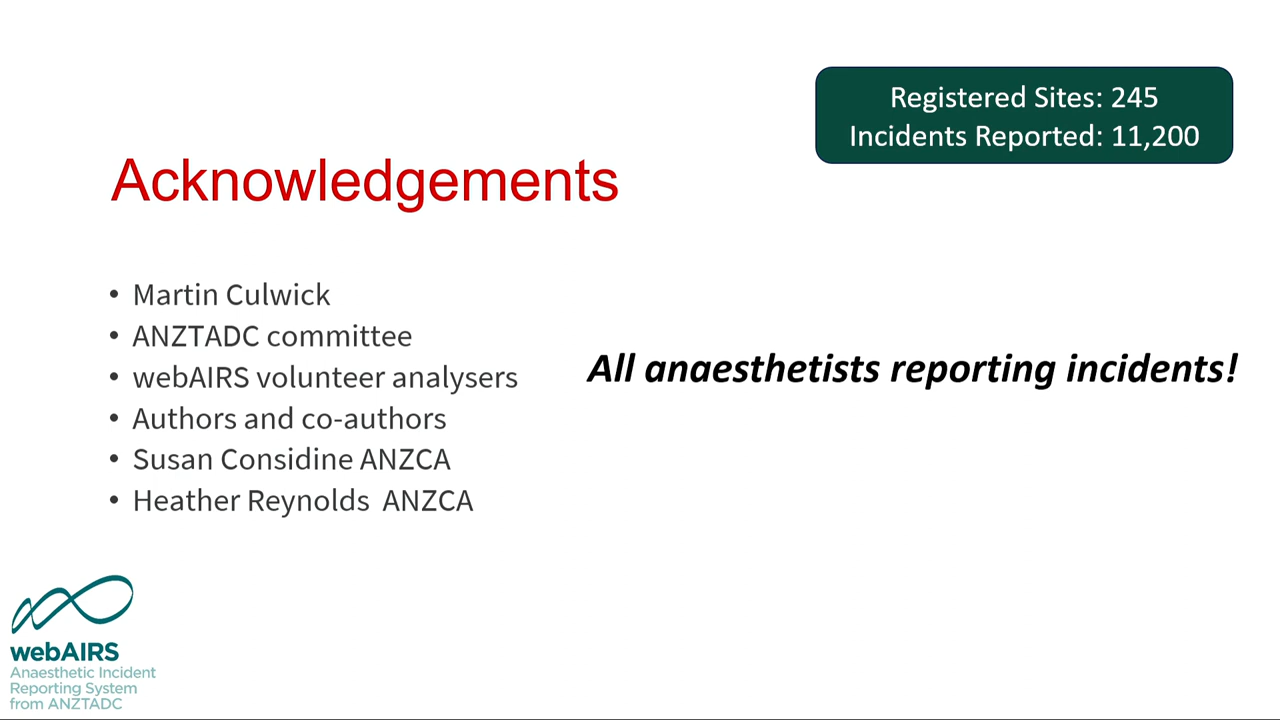 Registered Sites: 245
Incidents Reported: 11,200
Acknowledgements
• Martin Culwick
• ANZTADC committee
• webAIRS volunteer analysers
• Authors and co-authors
• Susan Considine ANZCA
• Heather Reynolds  ANZCA
All anaesthetists reporting incidents!
webAIRS
Anaesthetic Incident
Reporting System
from ANZTADC